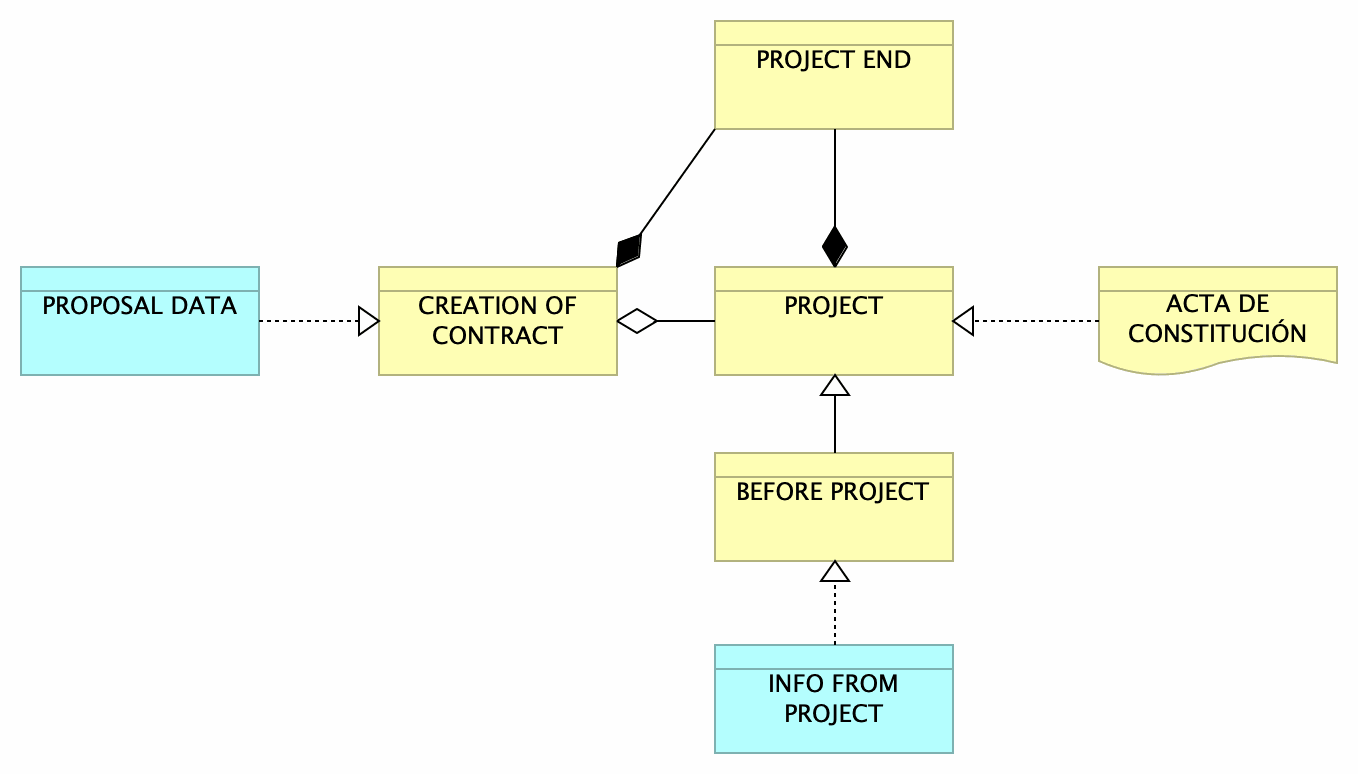 PROJECT END
PROPOSAL DATA
CREATION OF
CONTRACT
PROJECT
ACTA DE
CONSTITUCIÓN
BEFORE PROJECT
INFO FROM
PROJECT